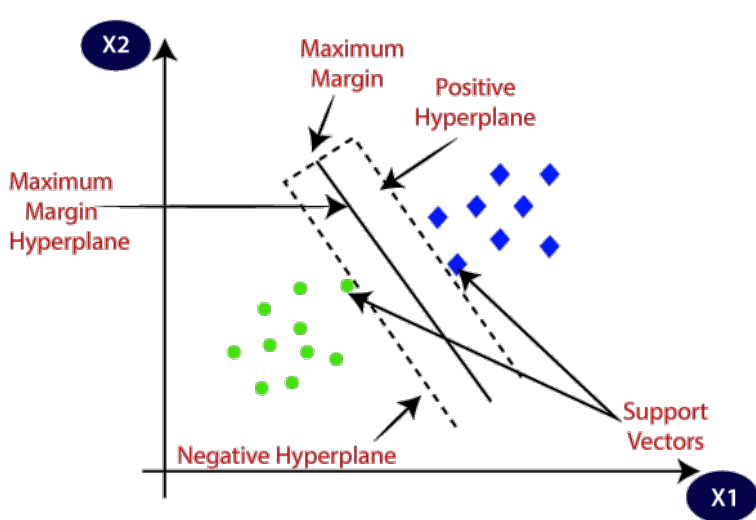 X2
Maximum
Margin
Positive
Hyperplane
Maximum
Margin
Hyperplane
Support
Vectors
Negative Hyperplane
X1